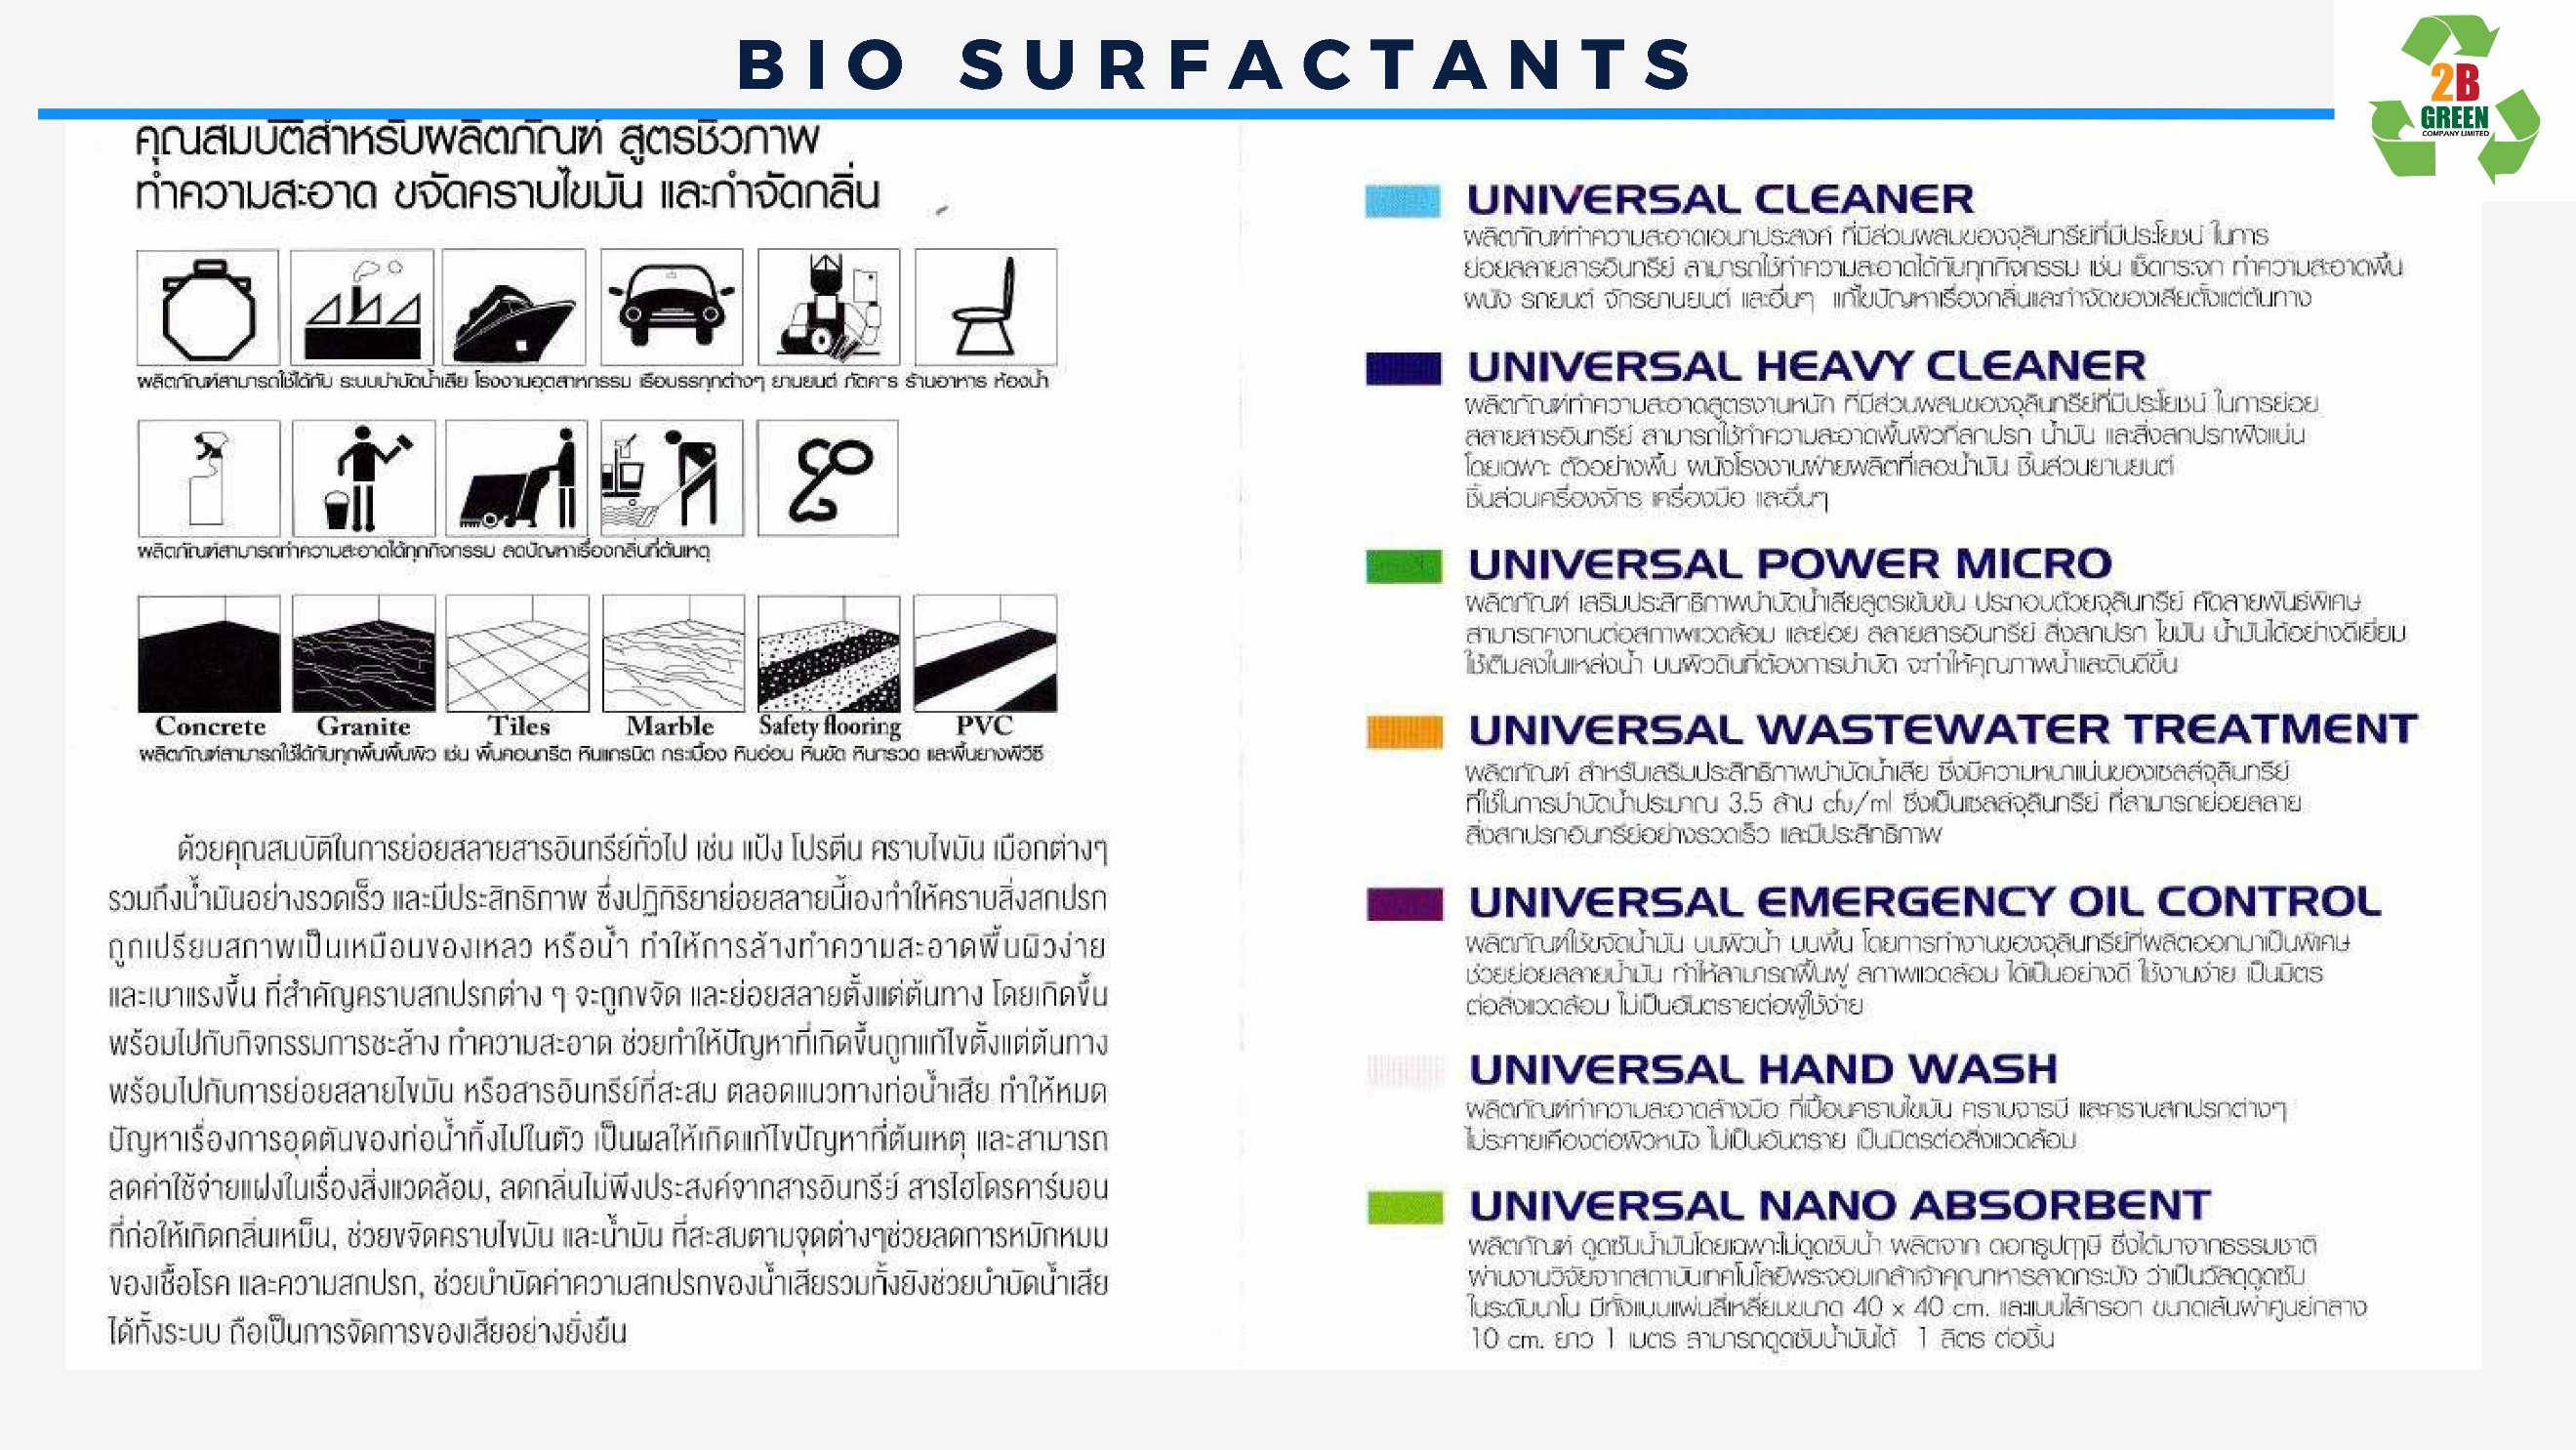 BIO SURFACTANTS
2B
GREEN
COMPANY LIMITED
คุณสมบัติสำหรับผลิตภัณฑ์ สูตรชีวภาพ
ทำความสะอาด ขจัดคราบไขมัน และกำจัดกลิ่น
ผลิตภัณฑ์สามารถใช้ได้กับ ระบบบำบัดน้ำเสีย โรงงานอุตสาหกรรม เรือบรรทุกต่างๆ ยานยนต์ ภัตคาร ร้านอาหาร ห้องน้ำ
ผลิตภัณฑ์สามารถทำความสะอาดได้ทุกกิจกรรม ลดปัญหาเรื่องกลิ่นที่ต้นเหตุ
Concrete Granite Tiles Marble Safety flooring PVC
ผลิตภัณฑ์สามารถใช้ได้กับทุกพื้นพื้นผิว เช่น พื้นคอนกรีต หินแกรนิต กระเบื้อง หินอ่อน หินขัด หินกรวด และพื้นยางพีวีซี
ด้วยคุณสมบัติในการย่อยสลายสารอินทรีย์ทั่วไป เช่น แป้ง โปรตีน คราบไขมัน เมือกต่างๆ
รวมถึงน้ำมันอย่างรวดเร็ว และมีประสิทธิภาพ ซึ่งปฏิกิริยาย่อยสลายนี้เองทำให้คราบสิ่งสกปรก
ถูกเปรียบสภาพเป็นเหมือนของเหลว หรือน้ำ ทำให้การล้างทำความสะอาดพื้นผิวง่าย
และเบาแรงขึ้น ที่สำคัญคราบสกปรกต่าง ๆ จะถูกขจัด และย่อยสลายตั้งแต่ต้นทาง โดยเกิดขึ้น
พร้อมไปกับกิจกรรมการชะล้าง ทำความสะอาด ช่วยทำให้ปัญหาที่เกิดขึ้นถูกแก้ไขตั้งแต่ต้นทาง
พร้อมไปกับการย่อยสลายไขมัน หรือสารอินทรีย์ที่สะสม ตลอดแนวทางท่อน้ำเสีย ทำให้หมด
ปัญหาเรื่องการอุดตันของท่อน้ำทิ้งไปในตัว เป็นผลให้เกิดแก้ไขปัญหาที่ต้นเหตุ และสามารถ
ลดค่าใช้จ่ายแฝงในเรื่องสิ่งแวดล้อม, ลดกลิ่นไม่พึงประสงค์จากสารอินทรีย์ สารไฮโดรคาร์บอน
ที่ก่อให้เกิดกลิ่นเหม็น, ช่วยขจัดคราบไขมัน และน้ำมัน ที่สะสมตามจุดต่างๆช่วยลดการหมักหมม
ของเชื้อโรค และความสกปรก, ช่วยบำบัดค่าความสกปรกของน้ำเสียรวมทั้งยังช่วยบำบัดน้ำเสีย
ได้ทั้งระบบ ถือเป็นการจัดการของเสียอย่างยั่งยืน
UNIVERSAL CLEANER
ผลิตภัณฑ์ทำความสะอาดเอนกประสงค์ ที่มีส่วนผสมของจุลินทรีย์ที่มีประโยชน์ ในการ
ย่อยสลายสารอินทรีย์ สามารถใช้ทำความสะอาดได้กับทุกกิจกรรม เช่น เช็ดกระจก ทำความสะอาดพื้น
ผนัง รถยนต์ จักรยานยนต์ และอื่นๆ แก้ไขปัญหาเรื่องกลิ่นและกำจัดของเสียตั้งแต่ต้นทาง
UNIVERSAL HEAVY CLEANER
ผลิตภัณฑ์ทำความสะอาดสูตรงานหนัก ที่มีส่วนผสมของจุลินทรีย์ที่มีประโยชน์ ในการย่อย
สลายสารอินทรีย์ สามารถใช้ทำความสะอาดพื้นผิวที่สกปรก น้ำมัน และสิ่งสกปรกฝังแน่น
โดยเฉพาะ ตัวอย่างพื้น ผนังโรงงานฝ่ายผลิตที่เลอะน้ำมัน ชิ้นส่วนยานยนต์
ชิ้นส่วนเครื่องจักร เครื่องมือ และอื่นๆ
UNIVERSAL POWER MICRO
ผลิตภัณฑ์ เสริมประสิทธิภาพบำบัดน้ำเสียสูตรเข้มข้น ประกอบด้วยจุลินทรีย์ คัดสายพันธ์พิเศษ
สามารถคงทนต่อสภาพแวดล้อม และย่อย สลายสารอินทรีย์ สิ่งสกปรก ไขมัน น้ำมันได้อย่างดีเยี่ยม
ใช้เติมลงในแหล่งน้ำ บนผิวดินที่ต้องการบำบัด จะทำให้คุณภาพน้ำและดินดีขึ้น
UNIVERSAL WASTEWATER TREATMENT
ผลิตภัณฑ์ สำหรับเสริมประสิทธิภาพบำบัดน้ำเสีย ซึ่งมีความหนาแน่นของเซลล์จุลินทรีย์
ที่ใช้ในการบำบัดน้ำประมาณ 3.5 ล้าน cfu/ml ซึ่งเป็นเซลล์จุลินทรีย์ ที่สามารถย่อยสลาย
สิ่งสกปรกอินทรีย์อย่างรวดเร็ว และมีประสิทธิภาพ
UNIVERSAL EMERGENCY OIL CONTROL
ผลิตภัณฑ์ใช้ขจัดน้ำมัน บนผิวน้ำ บนพื้น โดยการทำงานของจุลินทรีย์ที่ผลิตออกมาเป็นพิเศษ
ช่วยย่อยสลายน้ำมัน ทำให้สามารถฟื้นฟู สภาพแวดล้อม ได้เป็นอย่างดี ใช้งานง่าย เป็นมิตร
ต่อสิ่งแวดล้อม ไม่เป็นอันตรายต่อผู้ใช้ง่าย
UNIVERSAL HAND WASH
ผลิตภัณฑ์ทำความสะอาดล้างมือ ที่เปื้อนคราบไขมัน คราบจารบี และคราบสกปรกต่างๆ
ไม่ระคายเคืองต่อผิวหนัง ไม่เป็นอันตราย เป็นมิตรต่อสิ่งแวดล้อม
UNIVERSAL NANO ABSORBENT
ผลิตภัณฑ์ ดูดซับน้ำมันโดยเฉพาะไม่ดูดซับน้ำ ผลิตจาก ดอกธูปฤๅษี ซึ่งได้มาจากธรรมชาติ
ผ่านงานวิจัยจากสถาบันเทคโนโลยีพระจอมเกล้าเจ้าคุณทหารลาดกระบัง ว่าเป็นวัสดุดูดซับ
ในระดับนาโน มีทั้งแบบแผ่นสี่เหลี่ยมขนาด 40 x 40 cm. และแบบไส้กรอก ขนาดเส้นผ่าศูนย์กลาง
10 cm. ยาว 1 เมตร สามารถดูดซับน้ำมันได้ 1 ลิตร ต่อชิ้น